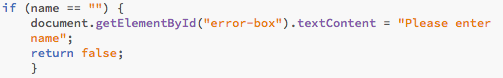 if (name == "") {
document.getElementById("error-box").textContent = "Please enter
name";
return false;
}